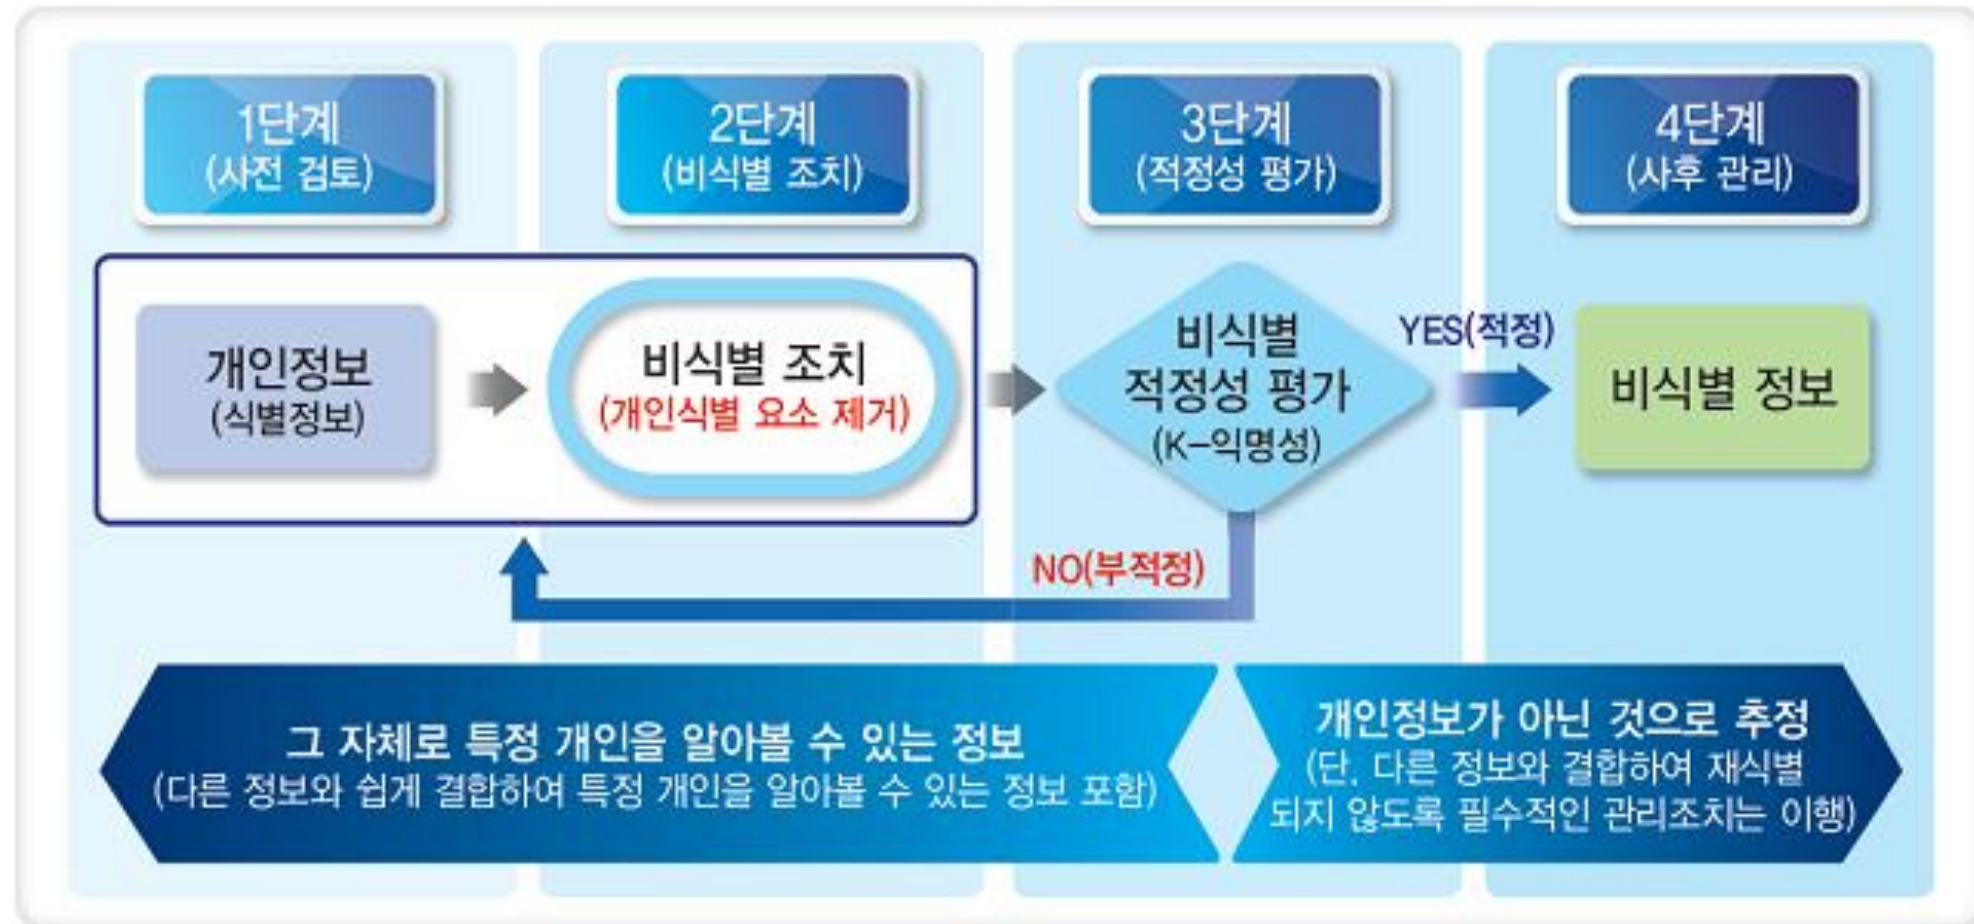 1단계
(사전 검토)
2단계
(비식별 조치)
3단계
(적정성 평가)
4단계
(사후 관리)
개인정보
(식별정보)
비식별 조치
(개인식별 요소 제거)
비식별
적정성 평가
(K-익명성)
YES(적정)
비식별 정보
NO(부적정)
그 자체로 특정 개인을 알아볼 수 있는 정보
(다른 정보와 쉽게 결합하여 특정 개인을 알아볼 수 있는 정보 포함)
개인정보가 아닌 것으로 추정
(단, 다른 정보와 결합하여 재식별
되지 않도록 필수적인 관리조치는 이행)